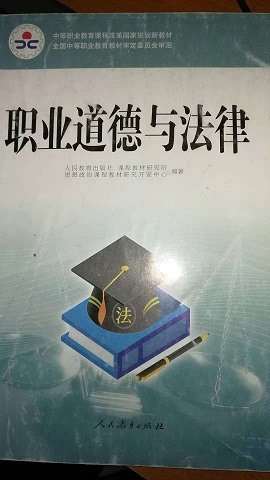 中等职业教育课程改革国家规划新教材
全国中等职业教育教材审定委员会审定
职业道德与法律
人民教育出版社 课程教材研究所
思想政治课程教材研究开发中心 编著
法
人民教育出版社